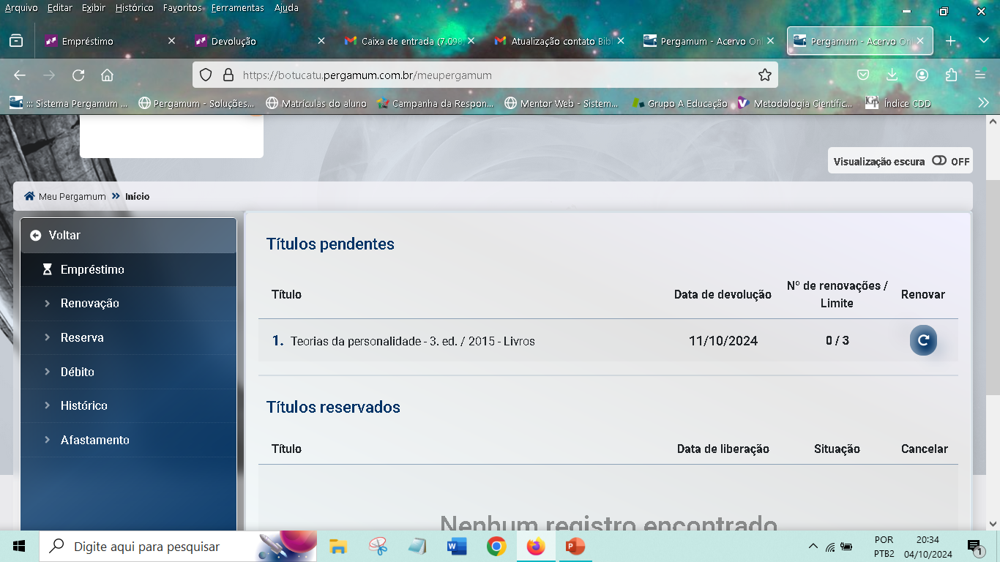 Arquivo Editar Exibir Histórico Favoritos Ferramentas Ajuda
Empréstimo
Devolução
Caixa de entrada (7.098)
Atualização contato Bib
Pergamum - Acervo Onl
Pergamum - Acervo Onl
https://botucatu.pergamum.com.br/meupergamum
::: Sistema Pergamum ...
Pergamum - Soluções...
Matrículas do aluno
Campanha da Respon...
Mentor Web - Sistem...
Grupo A Educação
Metodologia Científic...
Índice CDD
Visualização escura OFF
Meu Pergamum Início
Voltar
Empréstimo
Renovação
Reserva
Débito
Histórico
Afastamento
Títulos pendentes
Título
Data de devolução
Nº de renovações /
Limite
Renovar
1. Teorias da personalidade - 3. ed. / 2015 - Livros
11/10/2024
0 / 3
Títulos reservados
Título
Data de liberação
Situação
Cancelar
Nenhum registro encontrado
Digite aqui para pesquisar
POR
PTB2
20:34
04/10/2024
1